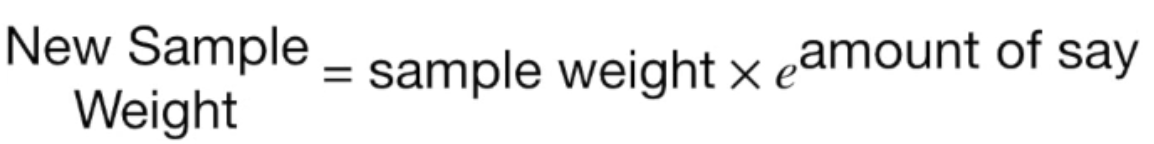 New Sample
Weight
= sample weight × e^amount of say